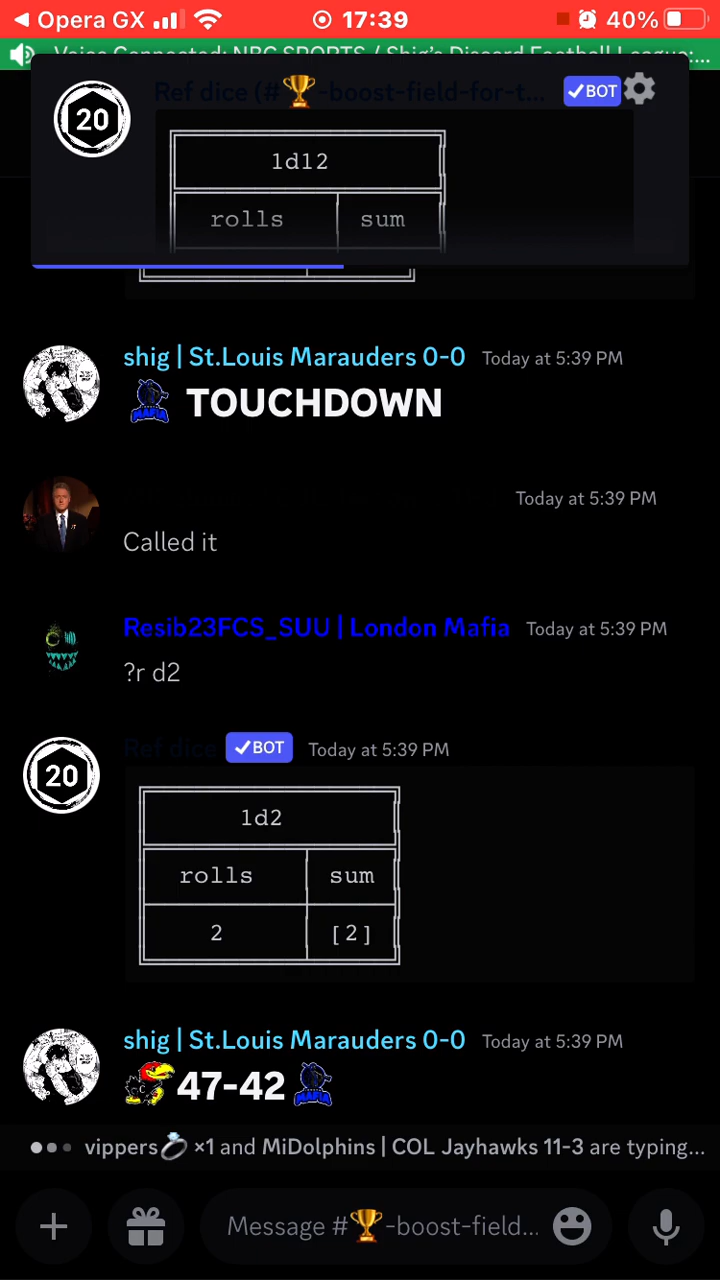 ◀ Opera GX 17:39 40%
Voice Connected: NBC SPORTS / Shig's Discord Football League:...
20 Ref dice (#🏆-boost-field-for-t... ✓BOT
1d12
rolls sum
shig | St.Louis Marauders 0-0 Today at 5:39 PM
MAFIA TOUCHDOWN
Today at 5:39 PM
Called it
Resib23FCS_SUU | London Mafia Today at 5:39 PM
?r d2
20 Ref dice ✓BOT Today at 5:39 PM
1d2
rolls sum
2 [2]
shig | St.Louis Marauders 0-0 Today at 5:39 PM
47-42 MAFIA
vippers💍 ×1 and MiDolphins | COL Jayhawks 11-3 are typing...
Message #🏆-boost-field...